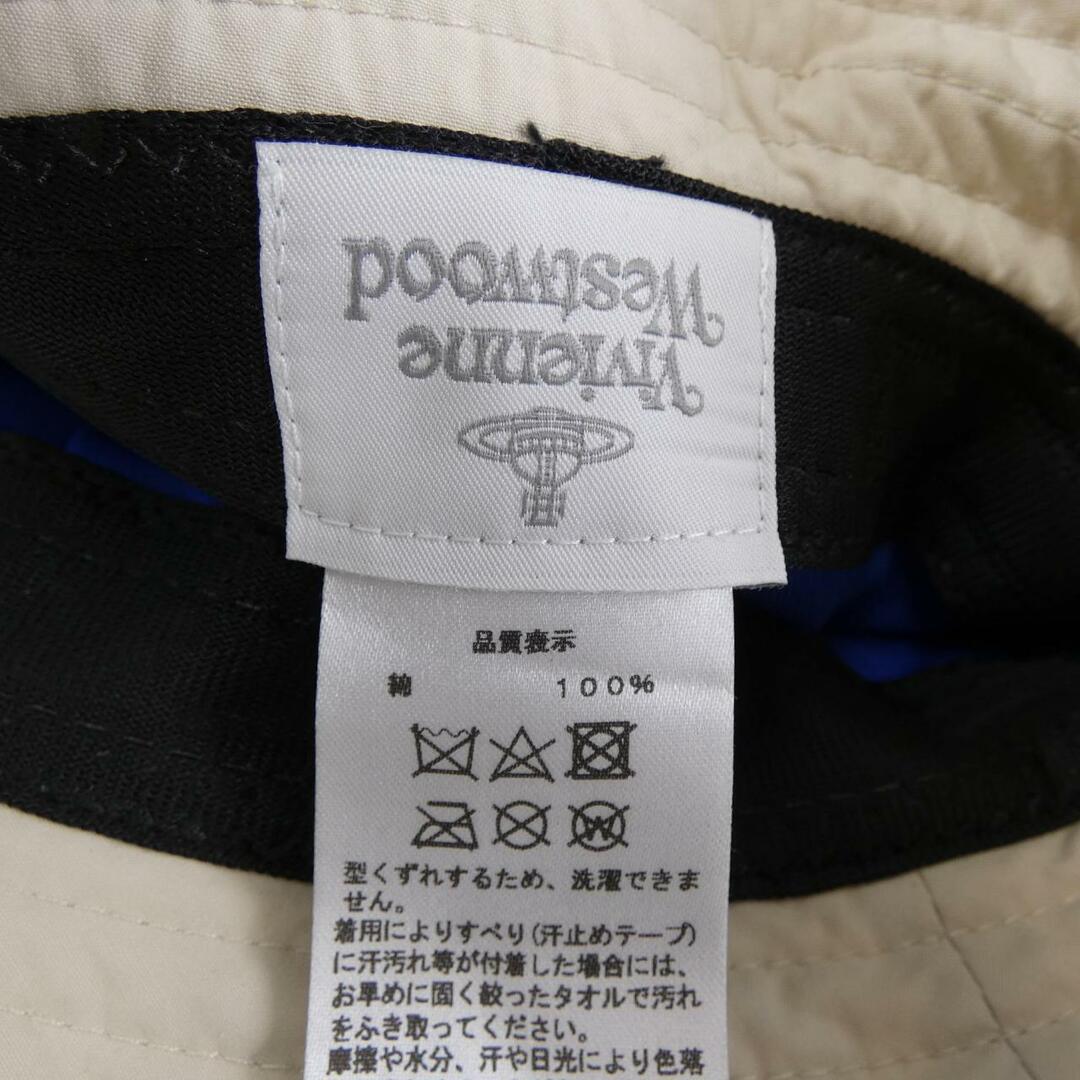 Vivienne
Westwood
品質表示
綿 100%
W
型くずれするため、洗濯できま
せん。
着用によりすべり(汗止めテープ)
に汗汚れ等が付着した場合には、
お早めに固く絞ったタオルで汚れ
をふき取ってください。
摩擦や水分、汗や日光により色落